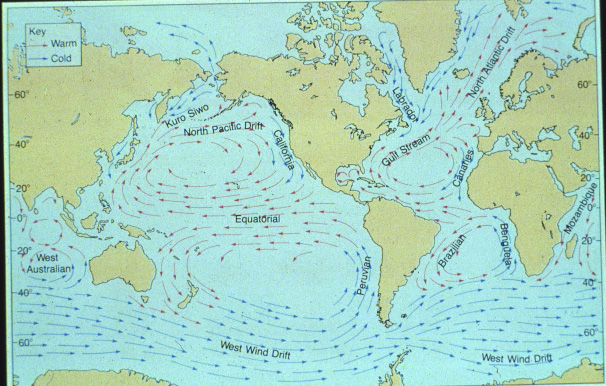 Key
Warm
Cold
60°
40°
20°
0°
20°
40°
60°
Kuro Siwo
North Pacific Drift
California
Equatorial
West
Australian
Peruvian
West Wind Drift
Labrador
North Atlantic Drift
Gulf Stream
Canaries
Brazilian
Benguela
Mozambique
West Wind Drift
60°
40°
20°
0°
20°
40°
60°